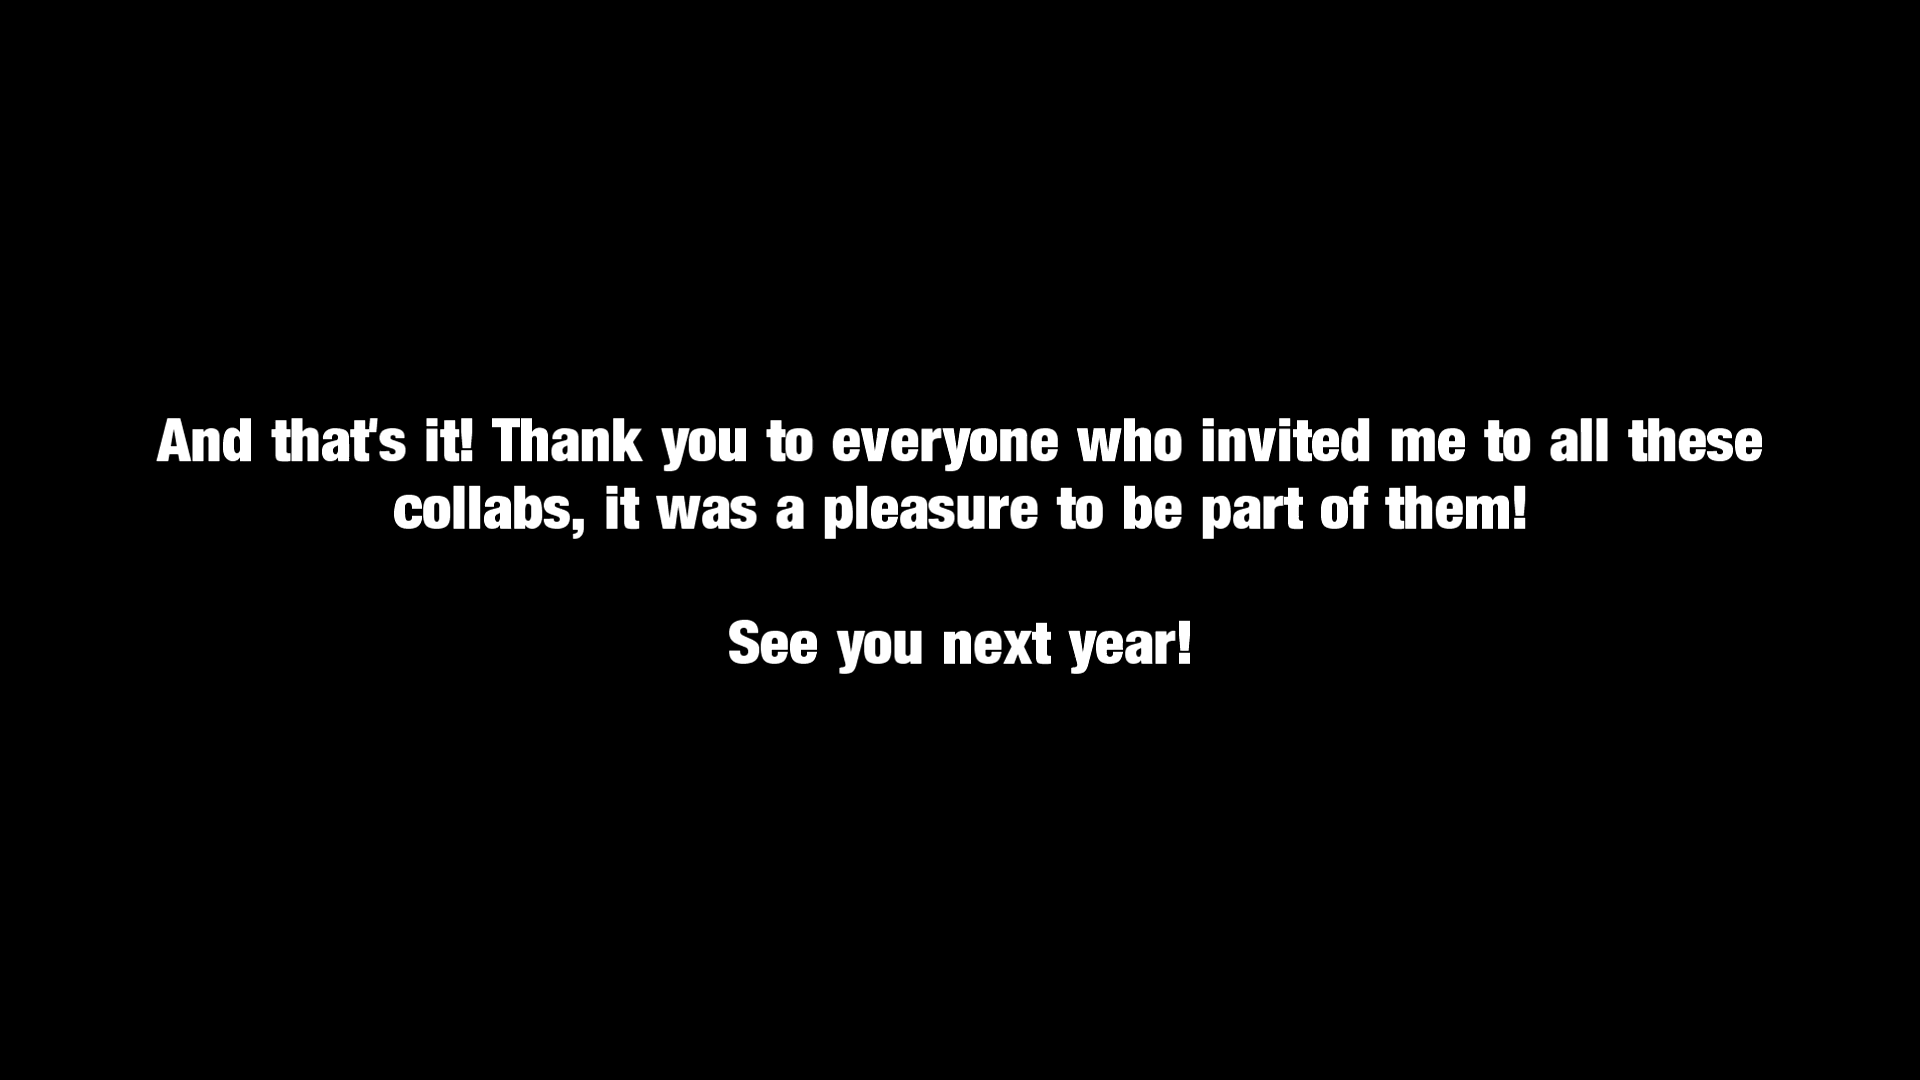 And that's it! Thank you to everyone who invited me to all these
collabs, it was a pleasure to be part of them!
See you next year!